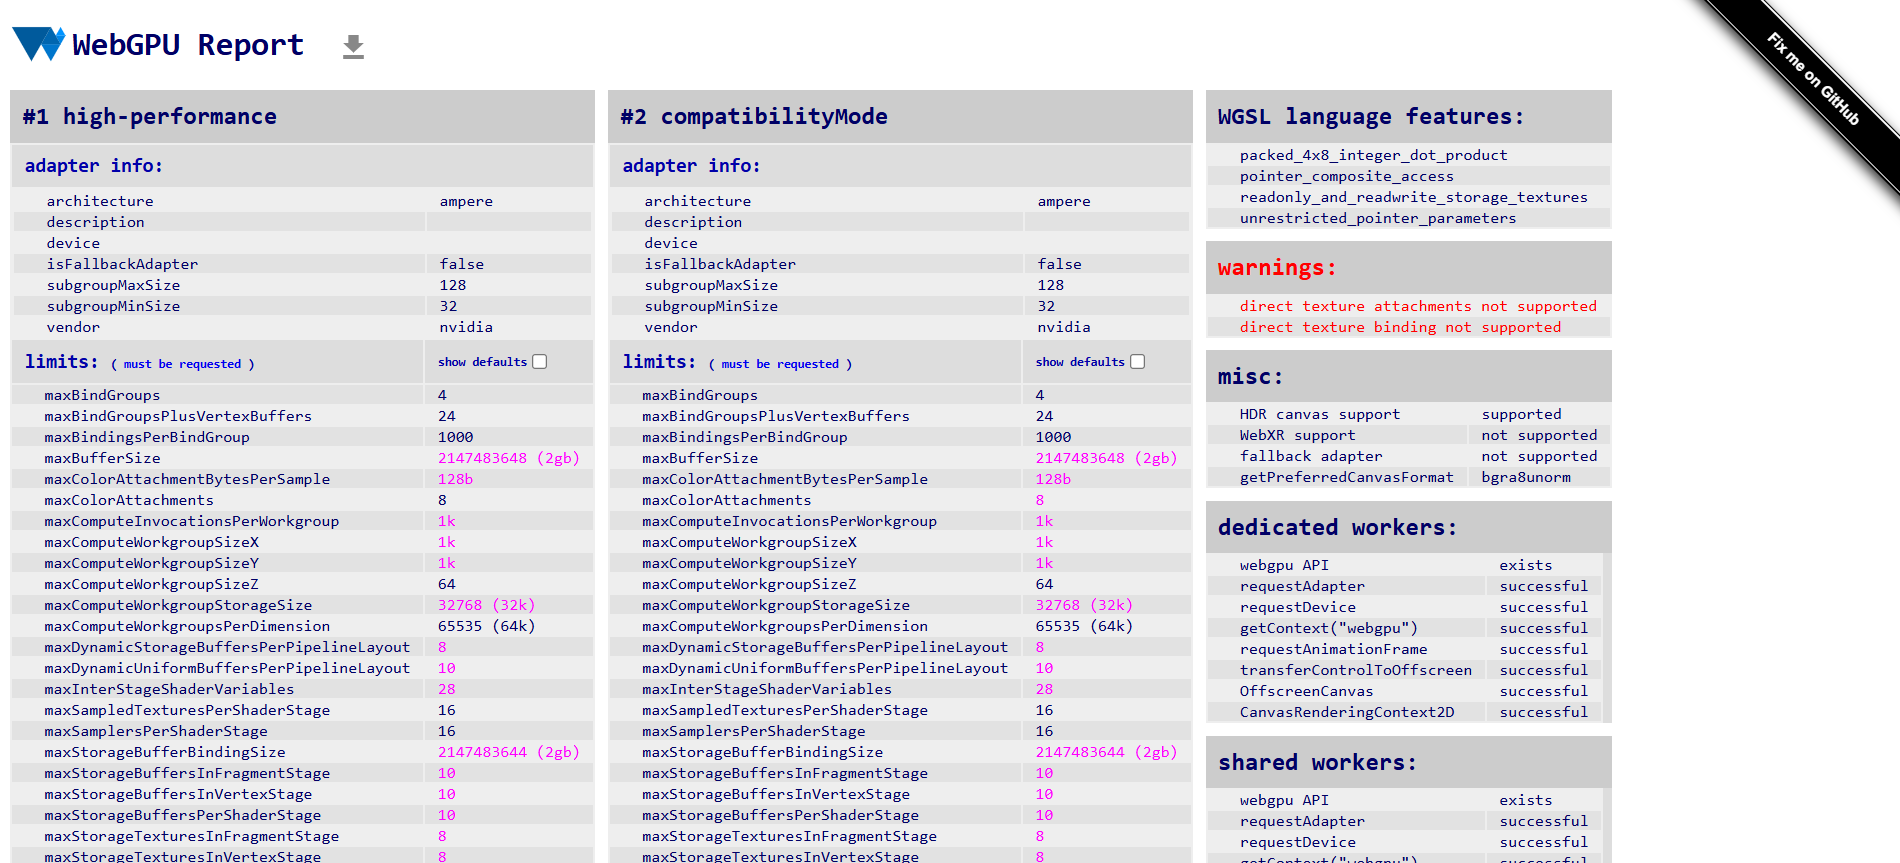 WebGPU Report
Fix me on GitHub
#1 high-performance
adapter info:
architecture ampere
description
device
isFallbackAdapter false
subgroupMaxSize 128
subgroupMinSize 32
vendor nvidia
limits: ( must be requested ) show defaults
maxBindGroups 4
maxBindGroupsPlusVertexBuffers 24
maxBindingsPerBindGroup 1000
maxBufferSize 2147483648 (2gb)
maxColorAttachmentBytesPerSample 128b
maxColorAttachments 8
maxComputeInvocationsPerWorkgroup 1k
maxComputeWorkgroupSizeX 1k
maxComputeWorkgroupSizeY 1k
maxComputeWorkgroupSizeZ 64
maxComputeWorkgroupStorageSize 32768 (32k)
maxComputeWorkgroupsPerDimension 65535 (64k)
maxDynamicStorageBuffersPerPipelineLayout 8
maxDynamicUniformBuffersPerPipelineLayout 10
maxInterStageShaderVariables 28
maxSampledTexturesPerShaderStage 16
maxSamplersPerShaderStage 16
maxStorageBufferBindingSize 2147483644 (2gb)
maxStorageBuffersInFragmentStage 10
maxStorageBuffersInVertexStage 10
maxStorageBuffersPerShaderStage 10
maxStorageTexturesInFragmentStage 8
maxStorageTexturesInVertexStage 8
#2 compatibilityMode
adapter info:
architecture ampere
description
device
isFallbackAdapter false
subgroupMaxSize 128
subgroupMinSize 32
vendor nvidia
limits: ( must be requested ) show defaults
maxBindGroups 4
maxBindGroupsPlusVertexBuffers 24
maxBindingsPerBindGroup 1000
maxBufferSize 2147483648 (2gb)
maxColorAttachmentBytesPerSample 128b
maxColorAttachments 8
maxComputeInvocationsPerWorkgroup 1k
maxComputeWorkgroupSizeX 1k
maxComputeWorkgroupSizeY 1k
maxComputeWorkgroupSizeZ 64
maxComputeWorkgroupStorageSize 32768 (32k)
maxComputeWorkgroupsPerDimension 65535 (64k)
maxDynamicStorageBuffersPerPipelineLayout 8
maxDynamicUniformBuffersPerPipelineLayout 10
maxInterStageShaderVariables 28
maxSampledTexturesPerShaderStage 16
maxSamplersPerShaderStage 16
maxStorageBufferBindingSize 2147483644 (2gb)
maxStorageBuffersInFragmentStage 10
maxStorageBuffersInVertexStage 10
maxStorageBuffersPerShaderStage 10
maxStorageTexturesInFragmentStage 8
maxStorageTexturesInVertexStage 8
WGSL language features:
packed_4x8_integer_dot_product
pointer_composite_access
readonly_and_readwrite_storage_textures
unrestricted_pointer_parameters
warnings:
direct texture attachments not supported
direct texture binding not supported
misc:
HDR canvas support supported
WebXR support not supported
fallback adapter not supported
getPreferredCanvasFormat bgra8unorm
dedicated workers:
webgpu API exists
requestAdapter successful
requestDevice successful
getContext("webgpu") successful
requestAnimationFrame successful
transferControlToOffscreen successful
OffscreenCanvas successful
CanvasRenderingContext2D successful
shared workers:
webgpu API exists
requestAdapter successful
requestDevice successful
getContext("webgpu") successful